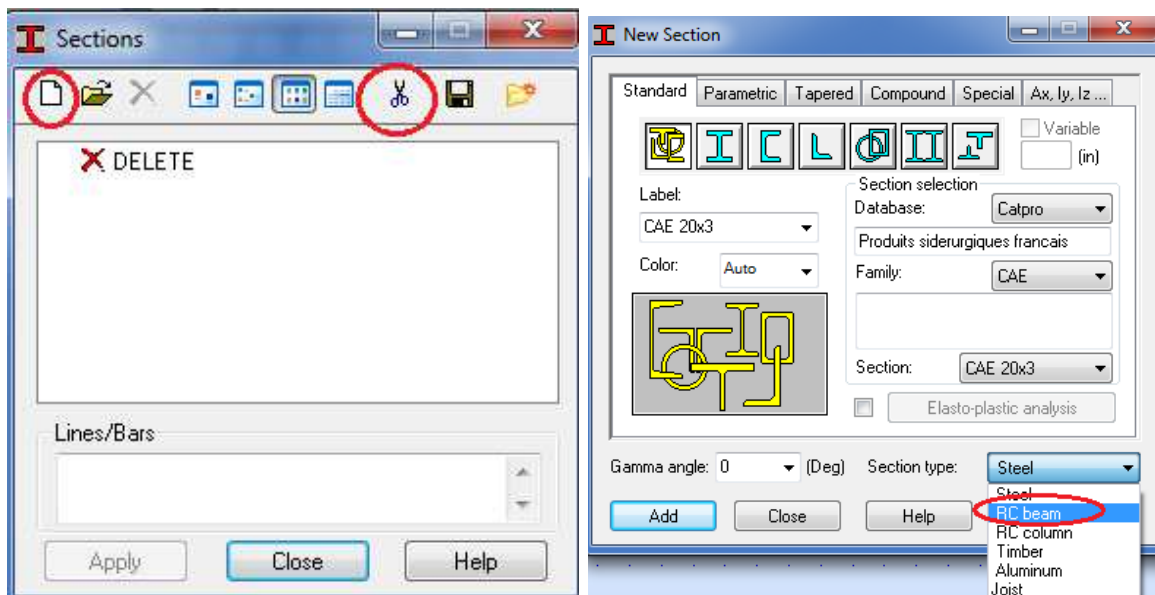 Sections
DELETE
Lines/Bars
Apply Close Help
New Section
Standard Parametric Tapered Compound Special Ax, Iy, Iz ...
Variable
(in)
Label:
CAE 20x3
Color: Auto
Section selection
Database: Catpro
Produits siderurgiques francais
Family: CAE
Section: CAE 20x3
Elasto-plastic analysis
Gamma angle: 0 (Deg) Section type: Steel
Steel
RC beam
RC column
Timber
Aluminum
Joist
Add Close Help